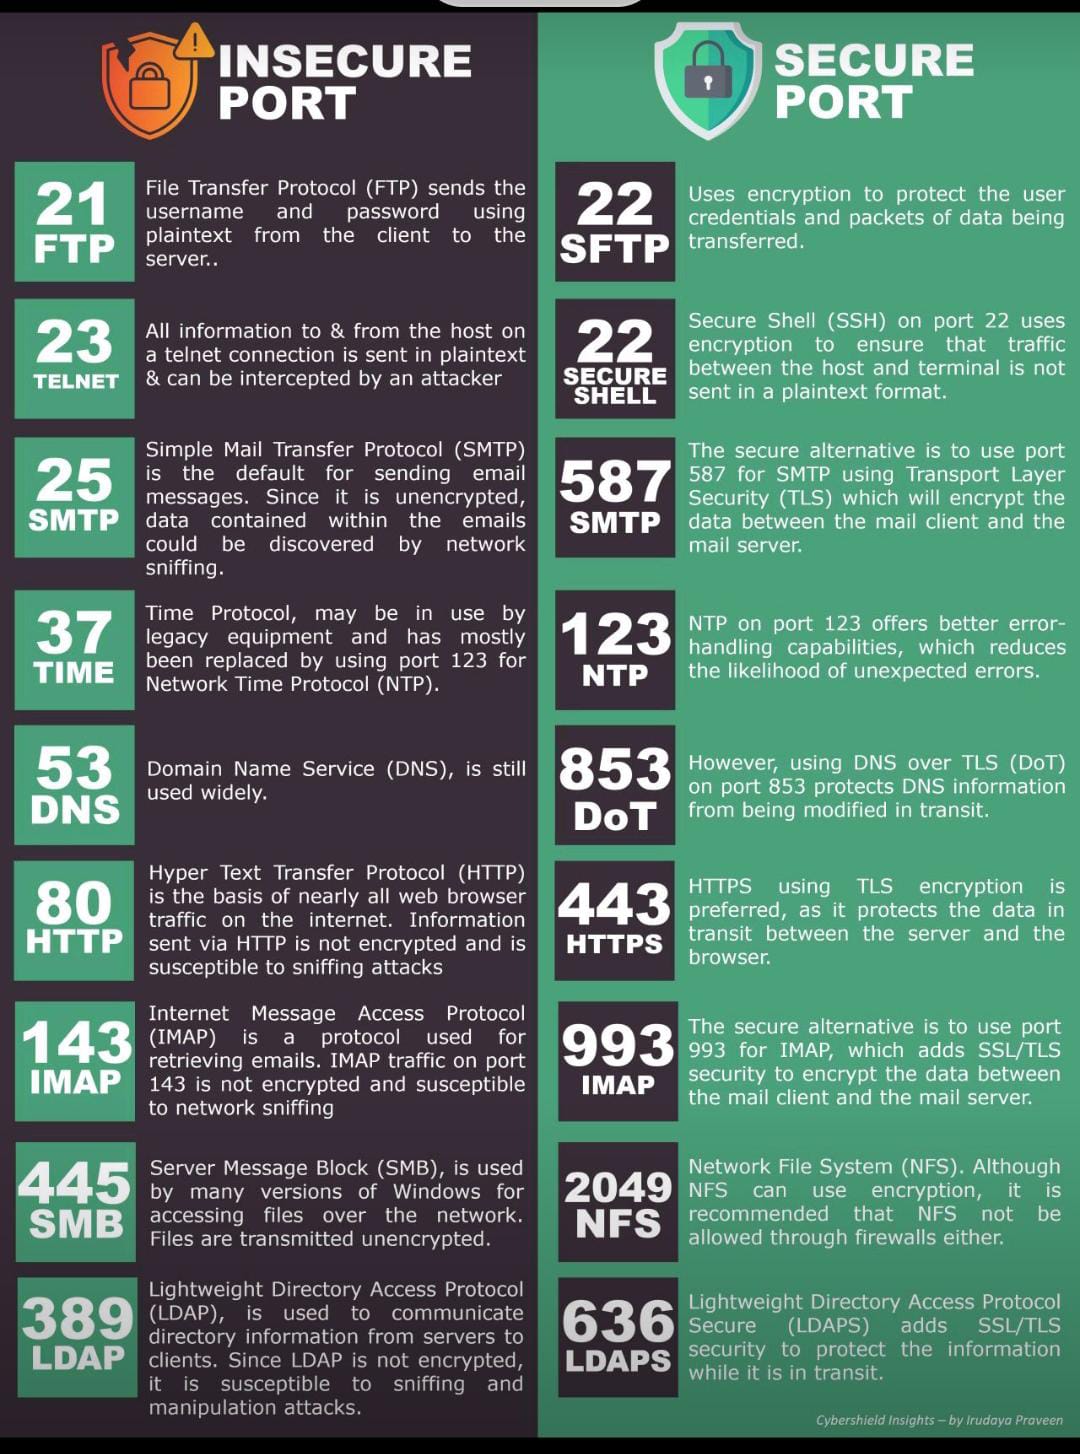 INSECURE
PORT
SECURE
PORT
21
FTP
File Transfer Protocol (FTP) sends the
username and password using
plaintext from the client to the
server..
22
SFTP
Uses encryption to protect the user
credentials and packets of data being
transferred.
23
TELNET
All information to & from the host on
a telnet connection is sent in plaintext
& can be intercepted by an attacker
22
SECURE
SHELL
Secure Shell (SSH) on port 22 uses
encryption to ensure that traffic
between the host and terminal is not
sent in a plaintext format.
25
SMTP
Simple Mail Transfer Protocol (SMTP)
is the default for sending email
messages. Since it is unencrypted,
data contained within the emails
could be discovered by network
sniffing.
587
SMTP
The secure alternative is to use port
587 for SMTP using Transport Layer
Security (TLS) which will encrypt the
data between the mail client and the
mail server.
37
TIME
Time Protocol, may be in use by
legacy equipment and has mostly
been replaced by using port 123 for
Network Time Protocol (NTP).
123
NTP
NTP on port 123 offers better error-
handling capabilities, which reduces
the likelihood of unexpected errors.
53
DNS
Domain Name Service (DNS), is still
used widely.
853
DoT
However, using DNS over TLS (DoT)
on port 853 protects DNS information
from being modified in transit.
80
HTTP
Hyper Text Transfer Protocol (HTTP)
is the basis of nearly all web browser
traffic on the internet. Information
sent via HTTP is not encrypted and is
susceptible to sniffing attacks
443
HTTPS
HTTPS using TLS encryption is
preferred, as it protects the data in
transit between the server and the
browser.
143
IMAP
Internet Message Access Protocol
(IMAP) is a protocol used for
retrieving emails. IMAP traffic on port
143 is not encrypted and susceptible
to network sniffing
993
IMAP
The secure alternative is to use port
993 for IMAP, which adds SSL/TLS
security to encrypt the data between
the mail client and the mail server.
445
SMB
Server Message Block (SMB), is used
by many versions of Windows for
accessing files over the network.
Files are transmitted unencrypted.
2049
NFS
Network File System (NFS). Although
NFS can use encryption, it is
recommended that NFS not be
allowed through firewalls either.
389
LDAP
Lightweight Directory Access Protocol
(LDAP), is used to communicate
directory information from servers to
clients. Since LDAP is not encrypted,
it is susceptible to sniffing and
manipulation attacks.
636
LDAPS
Lightweight Directory Access Protocol
Secure (LDAPS) adds SSL/TLS
security to protect the information
while it is in transit.
Cybershield Insights – by Irudaya Praveen